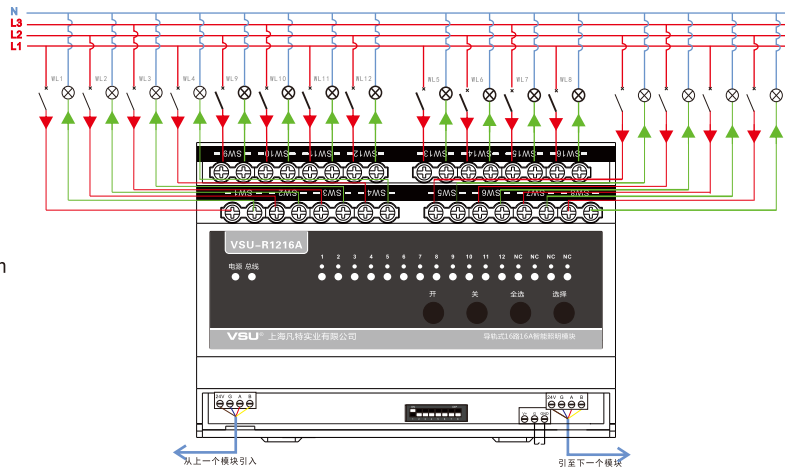 N
L3
L2
L1
WL1 WL2 WL3 WL4 WL9 WL10 WL11 WL12 WL5 WL6 WL7 WL8
SW9 SW10 SW11 SW12 SW13 SW14 SW15 SW16
SW1 SW2 SW3 SW4 SW5 SW6 SW7 SW8
m
VSU-R1216A
电源 总线
1 2 3 4 5 6 7 8 9 10 11 12 NC NC NC NC
开 关 全选 选择
VSU® 上海凡特实业有限公司
导轨式16路16A智能照明模块
24V G A B
24V G A B
从上一个模块引入
引至下一个模块